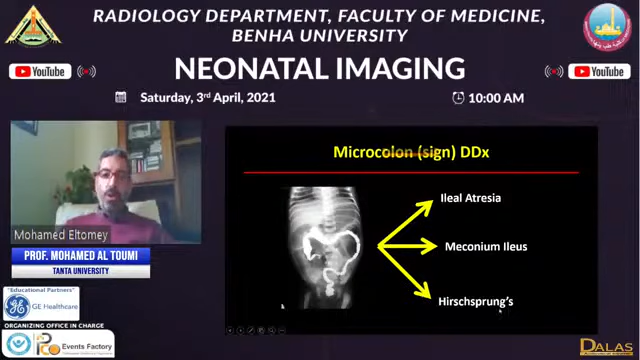 RADIOLOGY DEPARTMENT, FACULTY OF MEDICINE,
BENHA UNIVERSITY
YouTube
NEONATAL IMAGING
YouTube
Saturday, 3rd April, 2021
10:00 AM
Microcolon (sign) DDx
Ileal Atresia
Meconium Ileus
Hirschsprung's
Mohamed Eltomey
PROF. MOHAMED AL TOUMI
TANTA UNIVERSITY
"Educational Partners"
GE Healthcare
ORGANIZING OFFICE IN CHARGE
Events Factory
DALAS